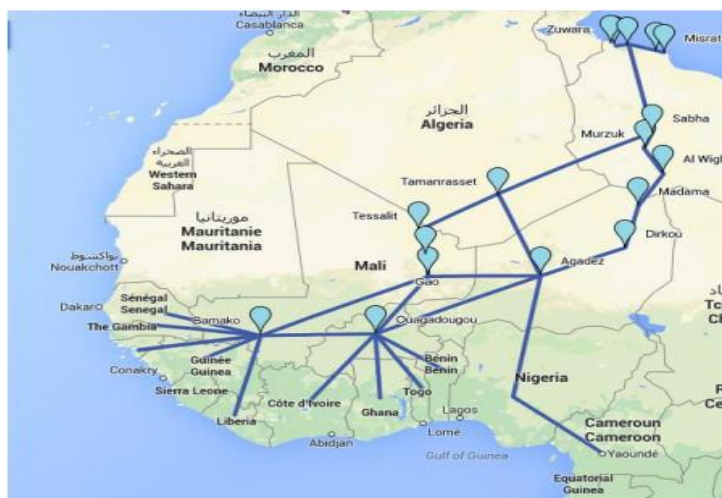 الدار البيضاء
Casablanca
Zuwara
Misrat
المغرب
Morocco
الجزائر
Algeria
Sabha
Murzuk
Al Wigh
الصحراء
الغربية
Western
Sahara
Tamanrasset
Madama
Tessalit
موريتانيا
Mauritanie
Mauritania
Dirkou
نواكشوط
Nouakchott
Mali
Agadez
Gao
Dakar
Sénégal
Senegal
The Gambia
Bamako
Ouagadougou
Guinée
Guinea
Bénin
Bénin
Conakry
Sierra Leone
Nigeria
Côte d'Ivoire
Togo
Ghana
Liberia
Lagos
Abidjan
Lomé
Cameroun
Cameroon
Yaoundé
Gulf of Guinea
Equatorial
Guinea